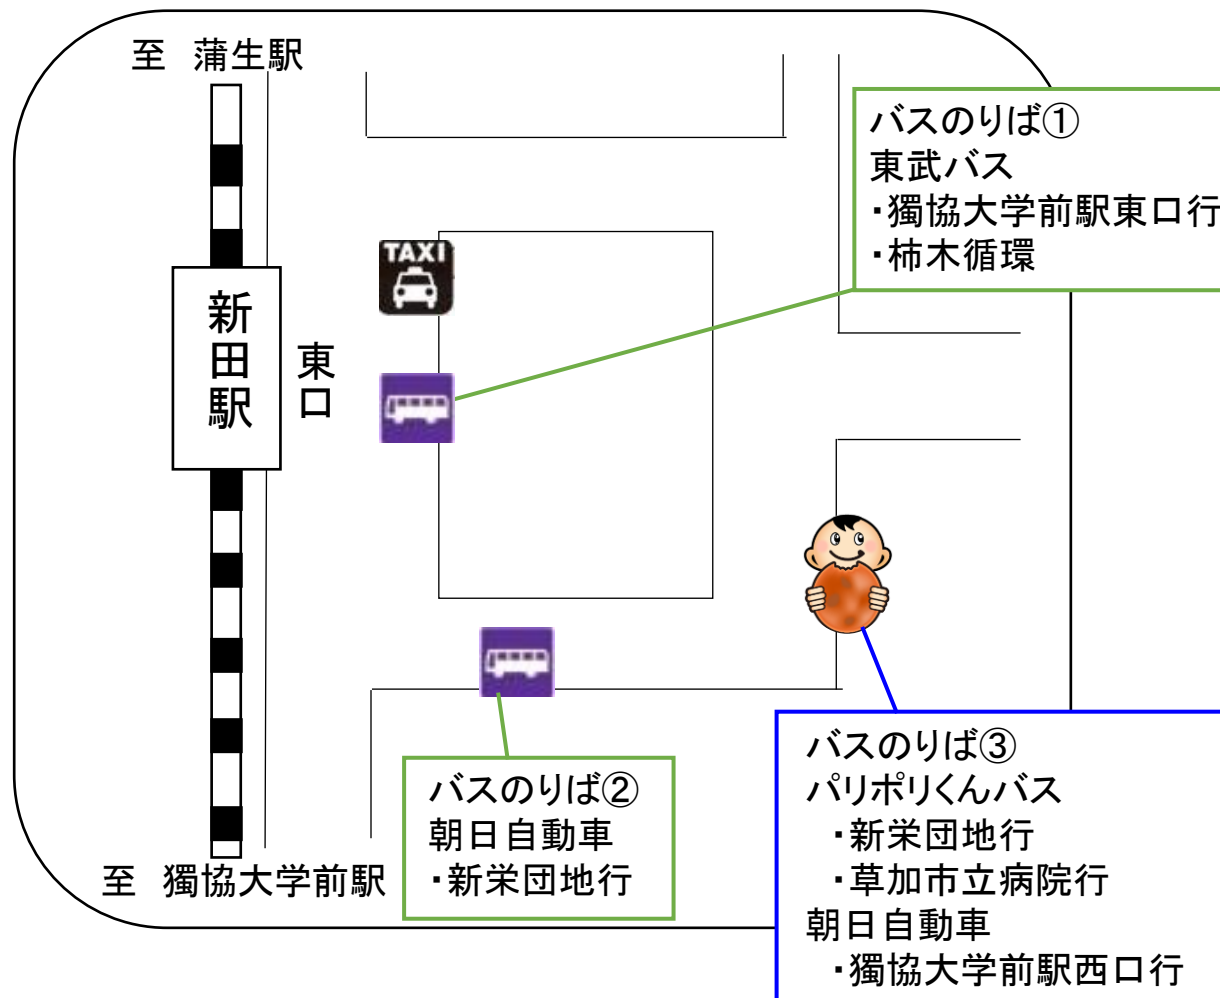 至　蒲生駅
バスのりば①
東武バス
・獨協大学前駅東口行
・柿木循環
TAXI
新田駅
東口
バスのりば②
朝日自動車
・新栄団地行
バスのりば③
パリポリくんバス
・新栄団地行
・草加市立病院行
朝日自動車
・獨協大学前駅西口行
至　獨協大学前駅